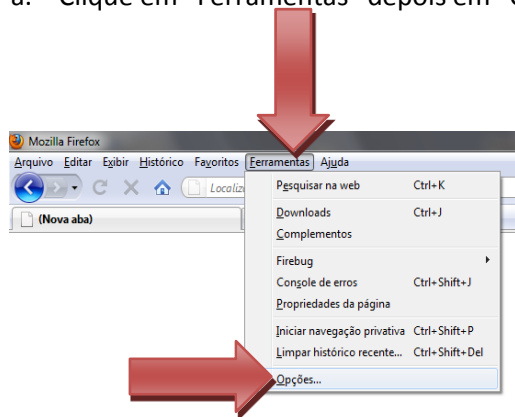 a. Clique em "Ferramentas" depois em
Mozilla Firefox
Arquivo Editar Exibir Histórico Favoritos Ferramentas Ajuda
(Nova aba)
Pesquisar na web Ctrl+K
Downloads Ctrl+J
Complementos
Firebug
Console de erros Ctrl+Shift+J
Propriedades da página
Iniciar navegação privativa Ctrl+Shift+P
Limpar histórico recente... Ctrl+Shift+Del
Opções...